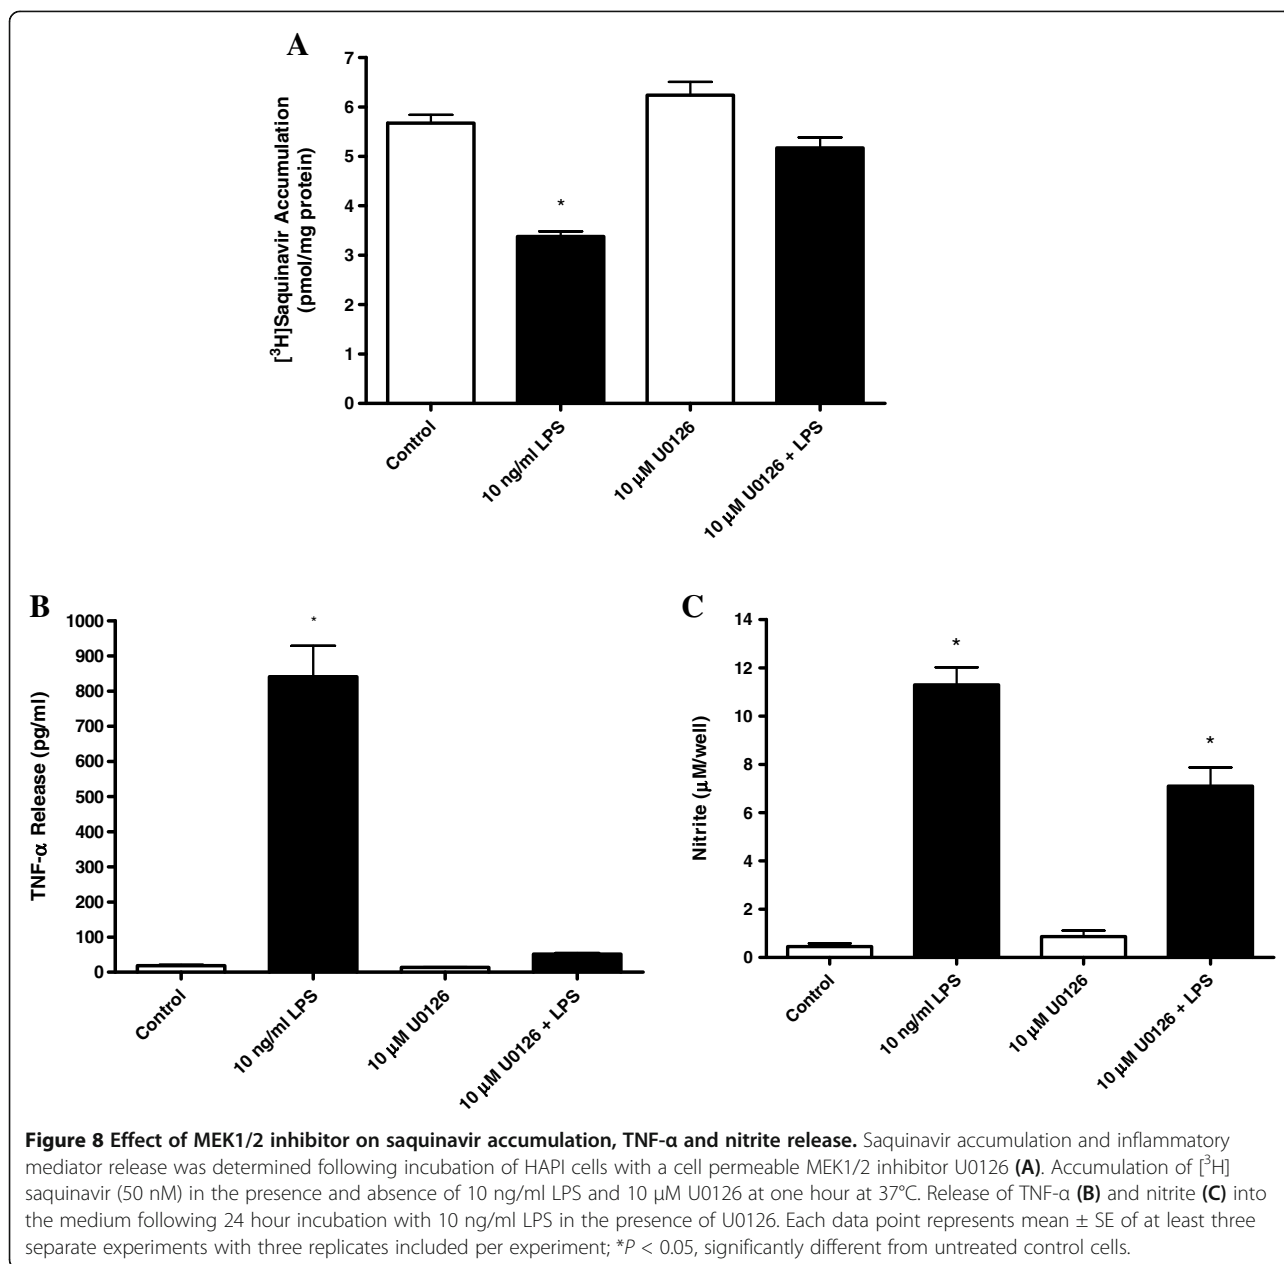 A
[³H]Saquinavir Accumulation
(pmol/mg protein)
7
6
5
4
3
2
1
0
*
Control
10 ng/ml LPS
10 µM U0126
10 µM U0126 + LPS
B
TNF-α Release (pg/ml)
1000
900
800
700
600
500
400
300
200
100
0
*
Control
10 ng/ml LPS
10 µM U0126
10 µM U0126 + LPS
C
Nitrite (µM/well)
14
12
10
8
6
4
2
0
*
*
Control
10 ng/ml LPS
10 µM U0126
10 µM U0126 + LPS
Figure 8 Effect of MEK1/2 inhibitor on saquinavir accumulation, TNF-α and nitrite release. Saquinavir accumulation and inflammatory
mediator release was determined following incubation of HAPI cells with a cell permeable MEK1/2 inhibitor U0126 (A). Accumulation of [³H]
saquinavir (50 nM) in the presence and absence of 10 ng/ml LPS and 10 µM U0126 at one hour at 37°C. Release of TNF-α (B) and nitrite (C) into
the medium following 24 hour incubation with 10 ng/ml LPS in the presence of U0126. Each data point represents mean ± SE of at least three
separate experiments with three replicates included per experiment; *P < 0.05, significantly different from untreated control cells.